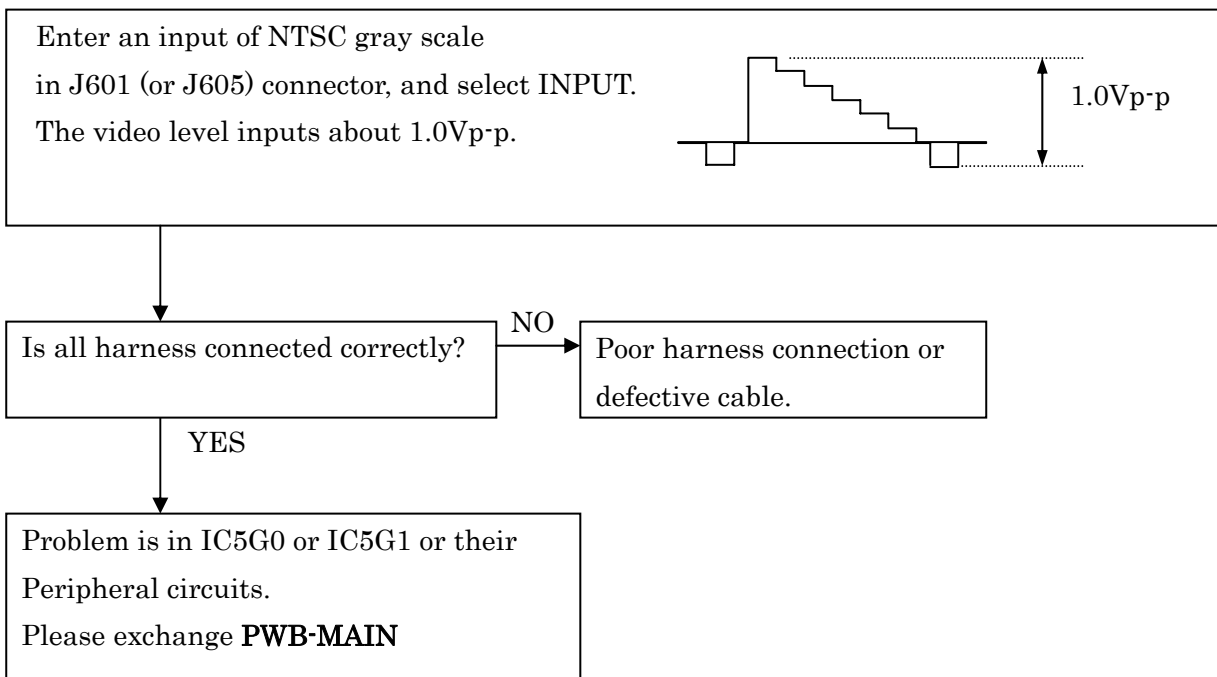 Enter an input of NTSC gray scale
in J601 (or J605) connector, and select INPUT.
The video level inputs about 1.0Vp-p.
1.0Vp-p
Is all harness connected correctly?
NO
Poor harness connection or
defective cable.
YES
Problem is in IC5G0 or IC5G1 or their
Peripheral circuits.
Please exchange PWB-MAIN